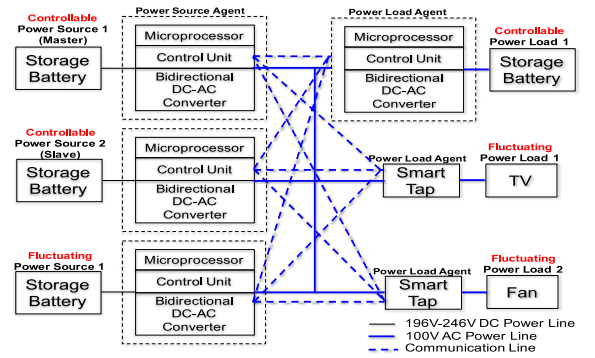 Controllable
Power Source 1
(Master)
Storage
Battery
Power Source Agent
Microprocessor
Control Unit
Bidirectional
DC-AC
Converter
Power Load Agent
Microprocessor
Control Unit
Bidirectional
DC-AC
Converter
Controllable
Power Load 1
Storage
Battery
Controllable
Power Source 2
(Slave)
Storage
Battery
Microprocessor
Control Unit
Bidirectional
DC-AC
Converter
Power Load Agent
Smart
Tap
Fluctuating
Power Load 1
TV
Fluctuating
Power Source 1
Storage
Battery
Microprocessor
Control Unit
Bidirectional
DC-AC
Converter
Power Load Agent
Smart
Tap
Fluctuating
Power Load 2
Fan
196V-246V DC Power Line
100V AC Power Line
Communication Line